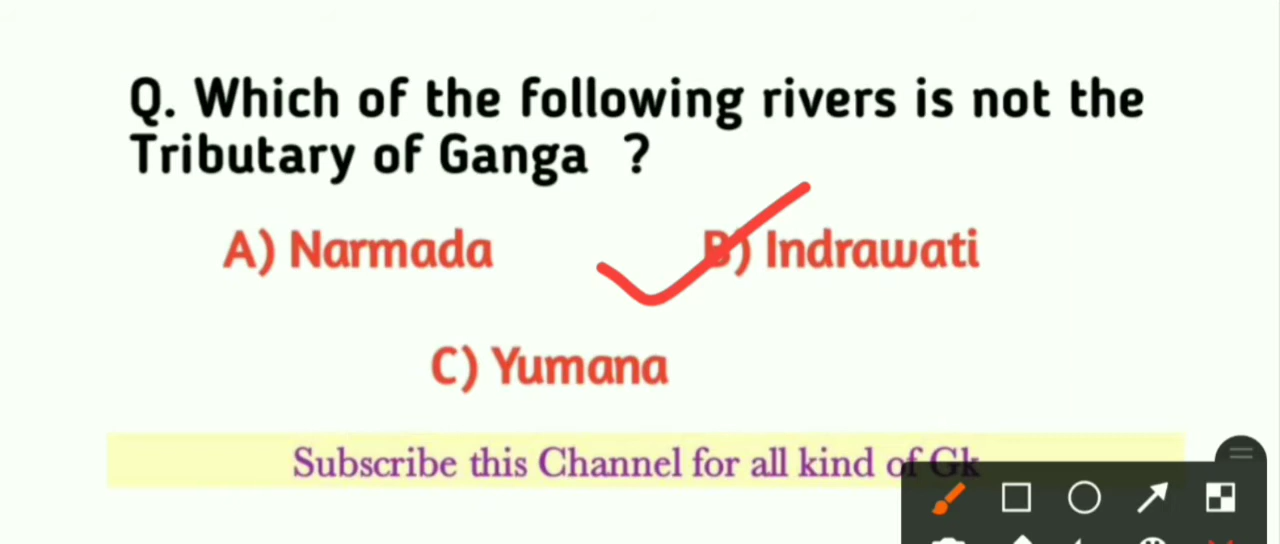 Q. Which of the following rivers is not the
Tributary of Ganga ?
A) Narmada
B) Indrawati
C) Yumana
Subscribe this Channel for all kind of Gk